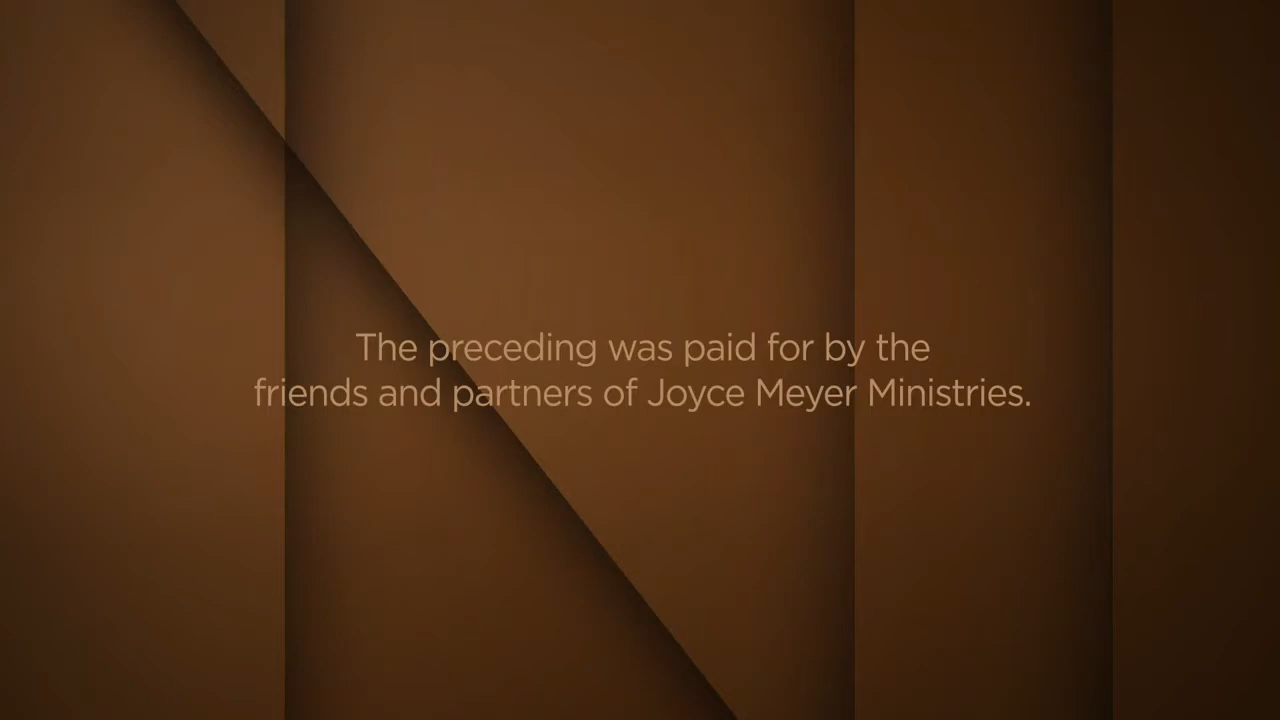 The preceding was paid for by the
friends and partners of Joyce Meyer Ministries.